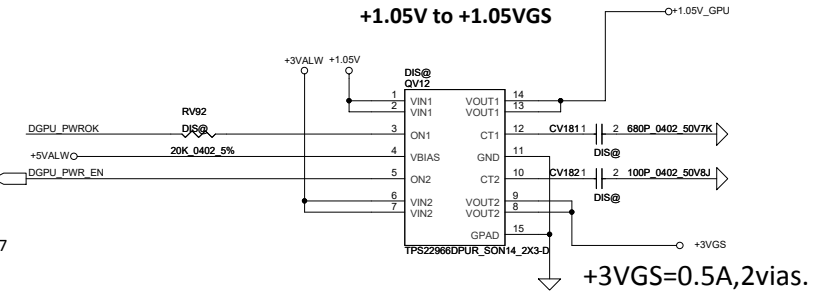 +1.05V to +1.05VGS
+1.05V_GPU
+3VALW
+1.05V
DIS@
QV12
1 VIN1 VOUT1 14
2 VIN1 VOUT1 13
RV92
DGPU_PWROK DIS@ 3 ON1 CT1 12 CV181 1 2 680P_0402_50V7K
DIS@
+5VALW 20K_0402_5% 4 VBIAS GND 11
DGPU_PWR_EN 5 ON2 CT2 10 CV182 1 2 100P_0402_50V8J
DIS@
6 VIN2 VOUT2 9
7 VIN2 VOUT2 8
GPAD 15
+3VGS
7
TPS22966DPUR_SON14_2X3-D
+3VGS=0.5A,2vias.